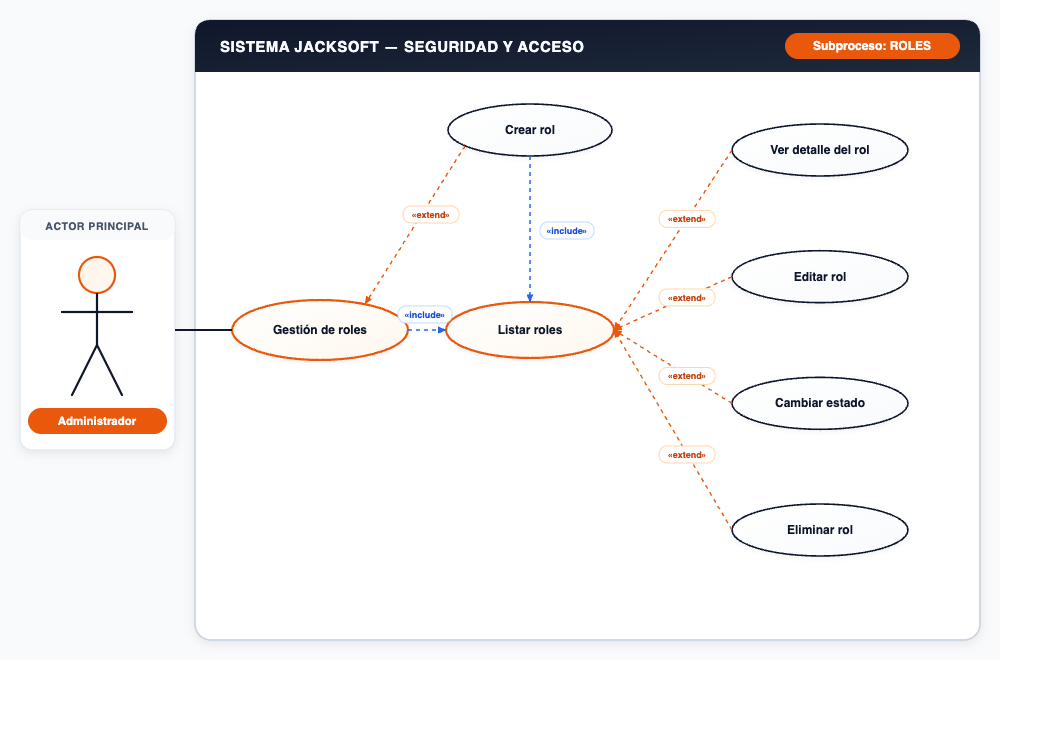 SISTEMA JACKSOFT — SEGURIDAD Y ACCESO
Subproceso: ROLES
Crear rol
Ver detalle del rol
«extend»
«extend»
ACTOR PRINCIPAL
«include»
Editar rol
«extend»
«include»
Gestión de roles
Listar roles
«extend»
Cambiar estado
Administrador
«extend»
Eliminar rol